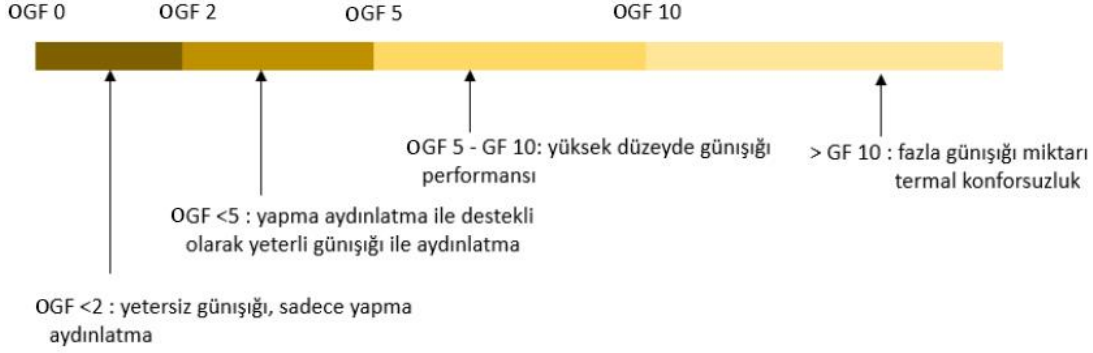 OGF 0 OGF 2 OGF 5 OGF 10
OGF 5 - GF 10: yüksek düzeyde günışığı
performansı
> GF 10 : fazla günışığı miktarı
termal konforsuzluk
OGF <5 : yapma aydınlatma ile destekli
olarak yeterli günışığı ile aydınlatma
OGF <2 : yetersiz günışığı, sadece yapma
aydınlatma